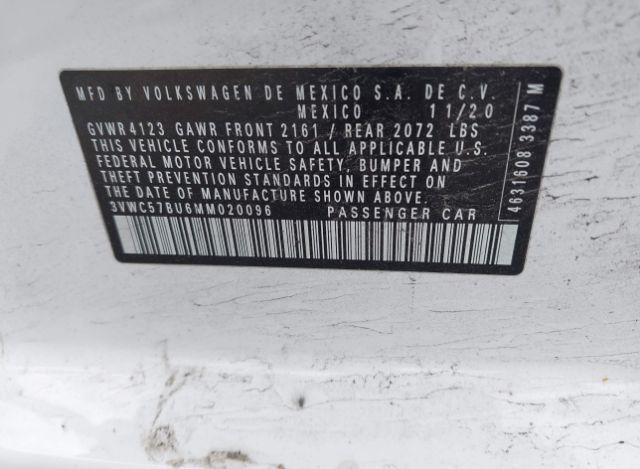 MFD BY VOLKSWAGEN DE MEXICO S.A. DE C.V.
MEXICO 11/20
GVWR 4123 GAWR FRONT 2161 / REAR 2072 LBS
THIS VEHICLE CONFORMS TO ALL APPLICABLE U.S.
FEDERAL MOTOR VEHICLE SAFETY, BUMPER AND
THEFT PREVENTION STANDARDS IN EFFECT ON
THE DATE OF MANUFACTURE SHOWN ABOVE.
3VWC57BU6MM020096 PASSENGER CAR
4631608 3387 M